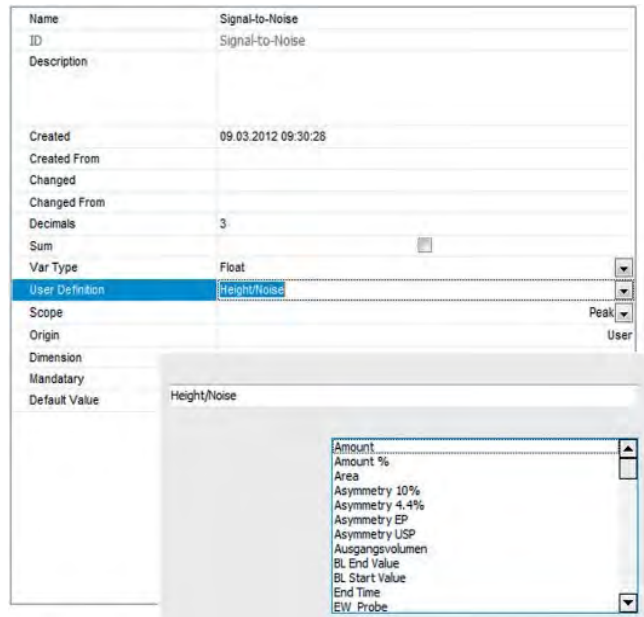 Name Signal-to-Noise
ID Signal-to-Noise
Description
Created 09.03.2012 09:30:28
Created From
Changed
Changed From
Decimals 3
Sum
Var Type Float
User Definition Height/Noise
Scope Peak
Origin User
Dimension
Mandatary
Default Value
Height/Noise
Amount
Amount %
Area
Asymmetry 10%
Asymmetry 4.4%
Asymmetry EP
Asymmetry USP
Ausgangsvolumen
BL End Value
BL Start Value
End Time
EW_Probe